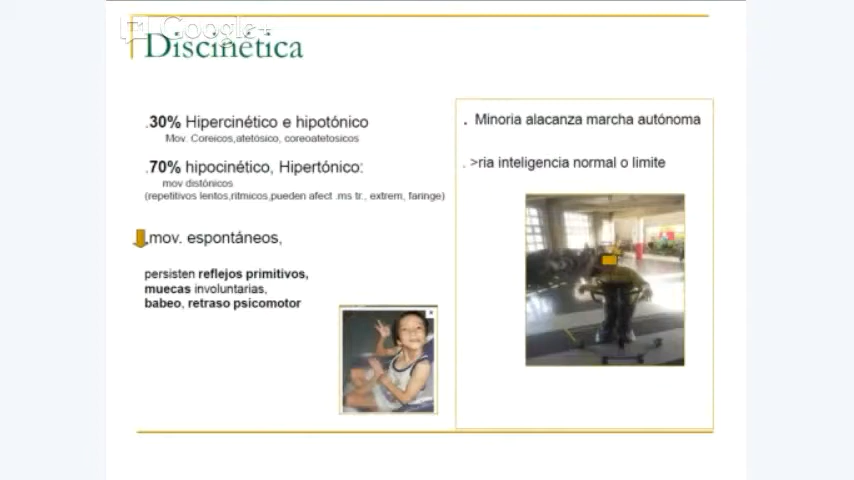 Google+
Discinética
.30% Hipercinético e hipotónico
Mov. Coreicos,atetósico, coreoatetosicos
.70% hipocinético, Hipertónico:
mov distónicos
(repetitivos lentos,ritmicos,pueden afect .ms tr., extrem, faringe)
.mov. espontáneos,
persisten reflejos primitivos,
muecas involuntarias,
babeo, retraso psicomotor
. Minoria alacanza marcha autónoma
. >ria inteligencia normal o limite